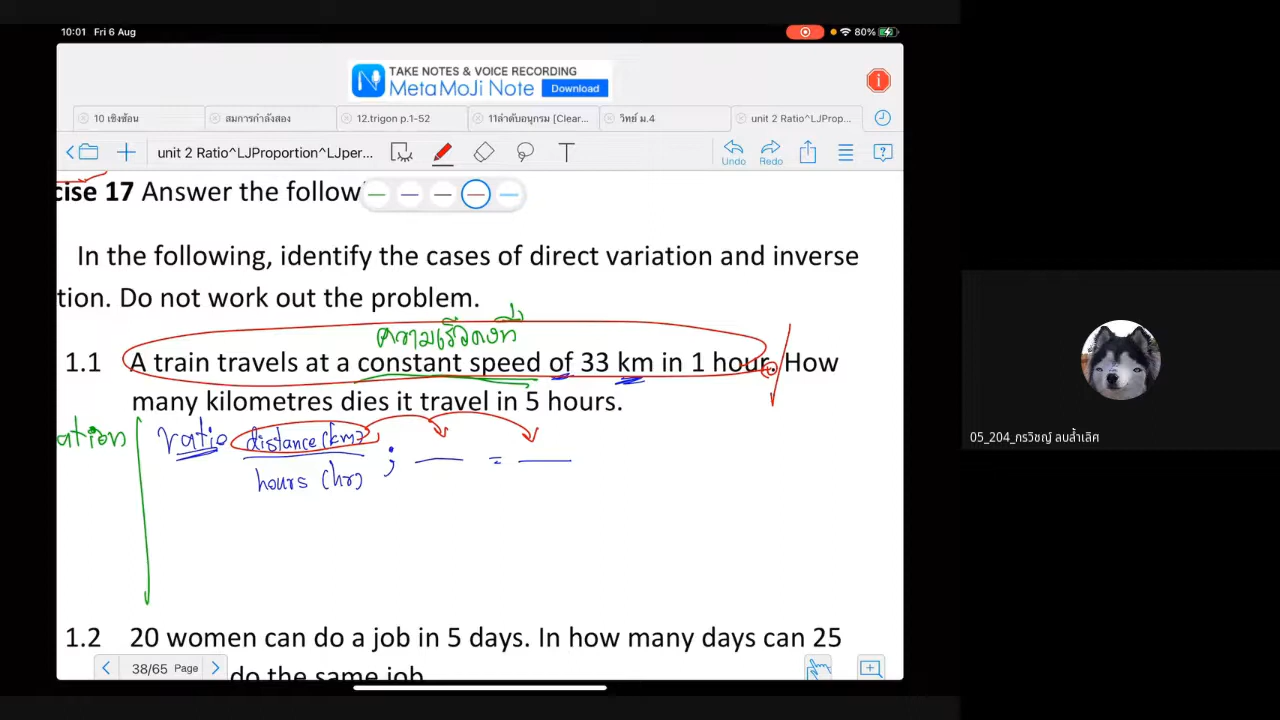 10:01 Fri 6 Aug
80%
TAKE NOTES & VOICE RECORDING
MetaMoJi Note Download
10 เชิงซ้อน
สมการกำลังสอง
12.trigon p.1-52
11ลำดับอนุกรม [Clear...
วิทย์ ม.4
unit 2 Ratio^LJProp...
unit 2 Ratio^LJProportion^LJper...
T
Undo
Redo
cise 17 Answer the follow
In the following, identify the cases of direct variation and inverse
tion. Do not work out the problem.
ความเร็วคงที่
1.1 A train travels at a constant speed of 33 km in 1 hour. How
many kilometres dies it travel in 5 hours.
ation ratio distance (km) ; __ = __
hours (hr)
1.2 20 women can do a job in 5 days. In how many days can 25
do the same job
38/65 Page
05_204_กรวิชญ์ ลบล้ำเลิศ